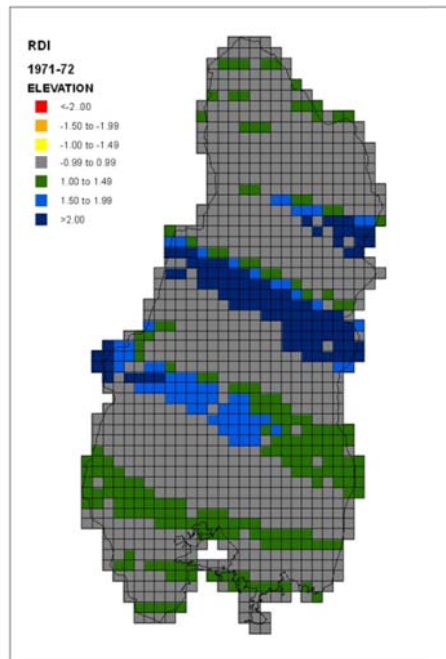 RDI
1971-72
ELEVATION
<-2.00
-1.50 to -1.99
-1.00 to -1.49
-0.99 to 0.99
1.00 to 1.49
1.50 to 1.99
>2.00